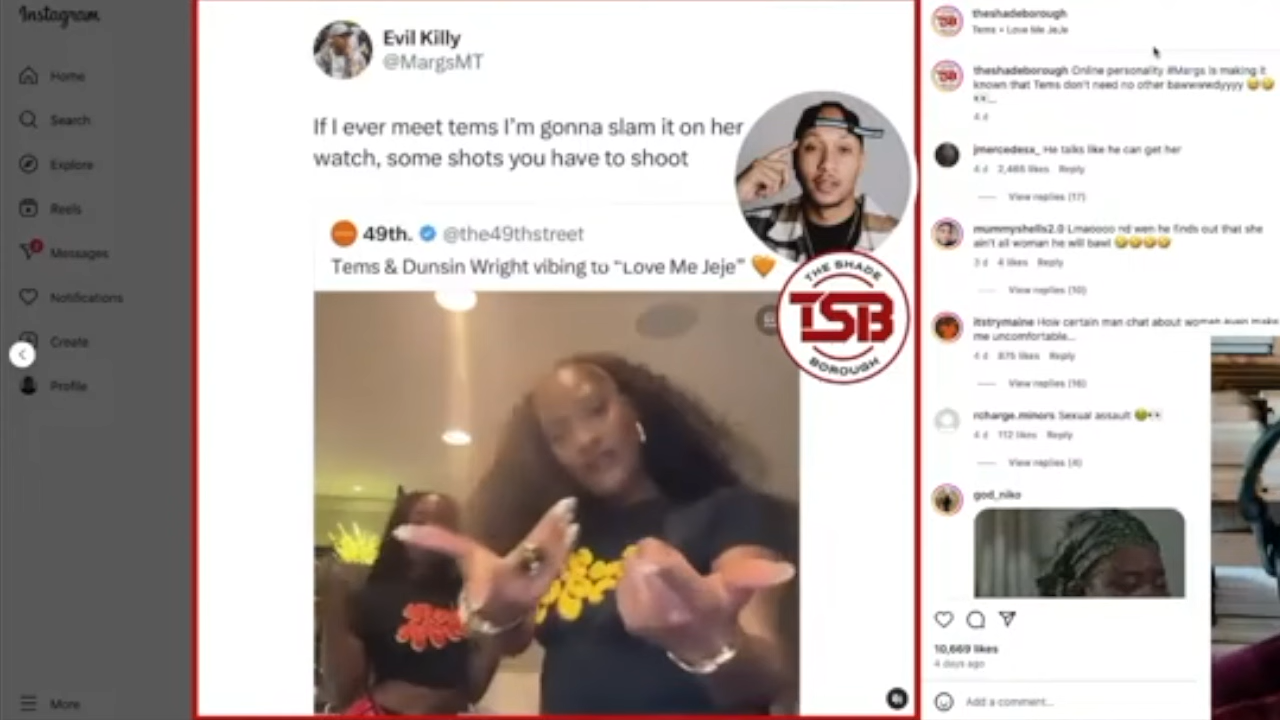 Instagram
Home
Search
Explore
Reels
Messages
Notifications
Create
Profile
More
Evil Killy
@MargsMT
If I ever meet tems I'm gonna slam it on her
watch, some shots you have to shoot
49th. @the49thstreet
Tems & Dunsin Wright vibing to "Love Me Jeje" 🧡
THE SHADE
TSB
BOROUGH
theshadeborough
Tems • Love Me JeJe
theshadeborough Online personality #Margs is making it
known that Tems don't need no other bawwwedyyyy 😂😂
👀...
4 d
jmercedesx_ He talks like he can get her
4 d 2,465 likes Reply
View replies (17)
mummyshells2.0 Lmaoooo nd wen he finds out that she
ain't all woman he will bawl 😂😂😂😂
3 d 4 likes Reply
View replies (10)
itstrymaine How certain man chat about women even make
me uncomfortable...
4 d 875 likes Reply
View replies (16)
rcharge.minors Sexual assault 🤢👀
4 d 112 likes Reply
View replies (4)
god_niko
10,669 likes
4 days ago
Add a comment...